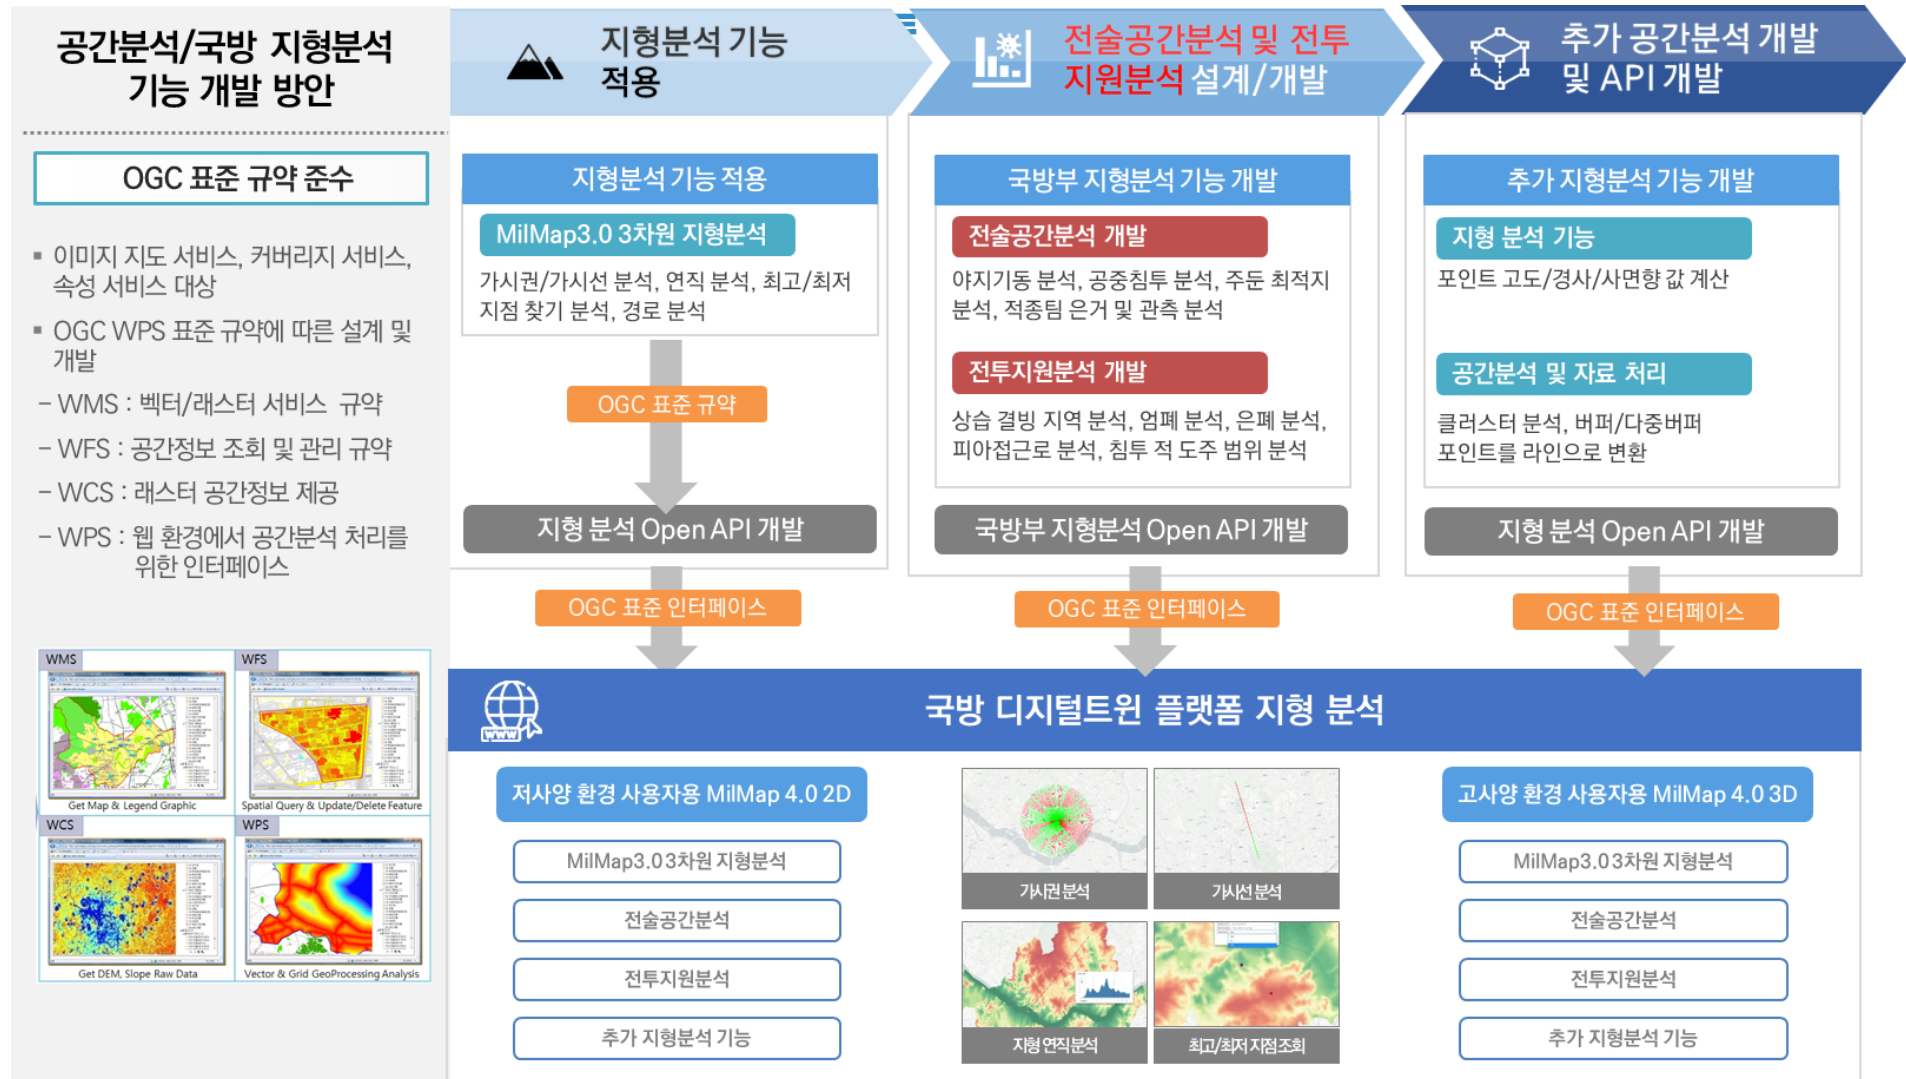 공간분석/국방 지형분석
기능 개발 방안
OGC 표준 규약 준수
▪ 이미지 지도 서비스, 커버리지 서비스,
속성 서비스 대상
▪ OGC WPS 표준 규약에 따른 설계 및
개발
– WMS : 벡터/래스터 서비스 규약
– WFS : 공간정보 조회 및 관리 규약
– WCS : 래스터 공간정보 제공
– WPS : 웹 환경에서 공간분석 처리를
위한 인터페이스
WMS
Get Map & Legend Graphic
WFS
Spatial Query & Update/Delete Feature
WCS
Get DEM, Slope Raw Data
WPS
Vector & Grid GeoProcessing Analysis
지형분석 기능
적용
지형분석 기능 적용
MilMap3.0 3차원 지형분석
가시권/가시선 분석, 연직 분석, 최고/최저
지점 찾기 분석, 경로 분석
OGC 표준 규약
지형 분석 Open API 개발
OGC 표준 인터페이스
전술공간분석 및 전투
지원분석 설계/개발
국방부 지형분석 기능 개발
전술공간분석 개발
야지기동 분석, 공중침투 분석, 주둔 최적지
분석, 적종팀 은거 및 관측 분석
전투지원분석 개발
상습 결빙 지역 분석, 엄폐 분석, 은폐 분석,
피아접근로 분석, 침투 적 도주 범위 분석
국방부 지형분석 Open API 개발
OGC 표준 인터페이스
추가 공간분석 개발
및 API 개발
추가 지형분석 기능 개발
지형 분석 기능
포인트 고도/경사/사면향 값 계산
공간분석 및 자료 처리
클러스터 분석, 버퍼/다중버퍼
포인트를 라인으로 변환
지형 분석 Open API 개발
OGC 표준 인터페이스
WWW
국방 디지털트윈 플랫폼 지형 분석
저사양 환경 사용자용 MilMap 4.0 2D
MilMap3.0 3차원 지형분석
전술공간분석
전투지원분석
추가 지형분석 기능
가시권 분석
가시선 분석
지형 연직 분석
최고/최저 지점 조회
고사양 환경 사용자용 MilMap 4.0 3D
MilMap3.0 3차원 지형분석
전술공간분석
전투지원분석
추가 지형분석 기능